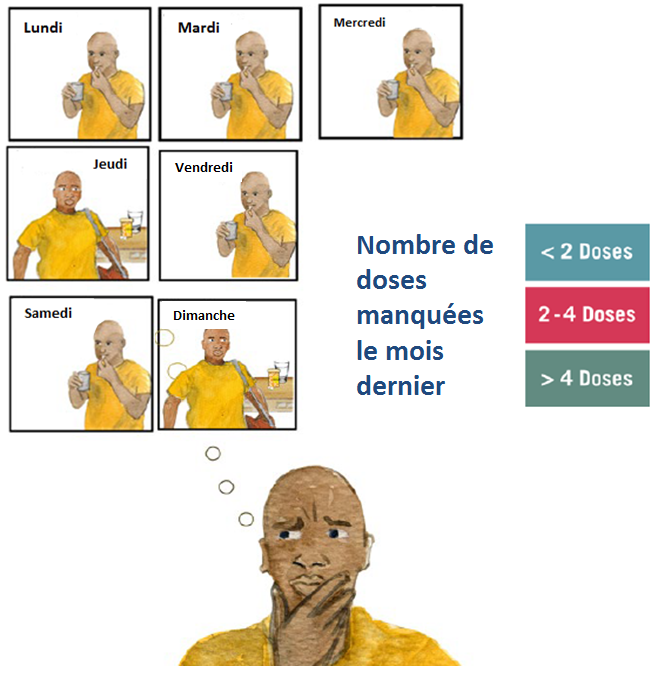 Lundi
Mardi
Mercredi
Jeudi
Vendredi
Samedi
Dimanche
Nombre de
doses
manquées
le mois
dernier
< 2 Doses
2-4 Doses
> 4 Doses